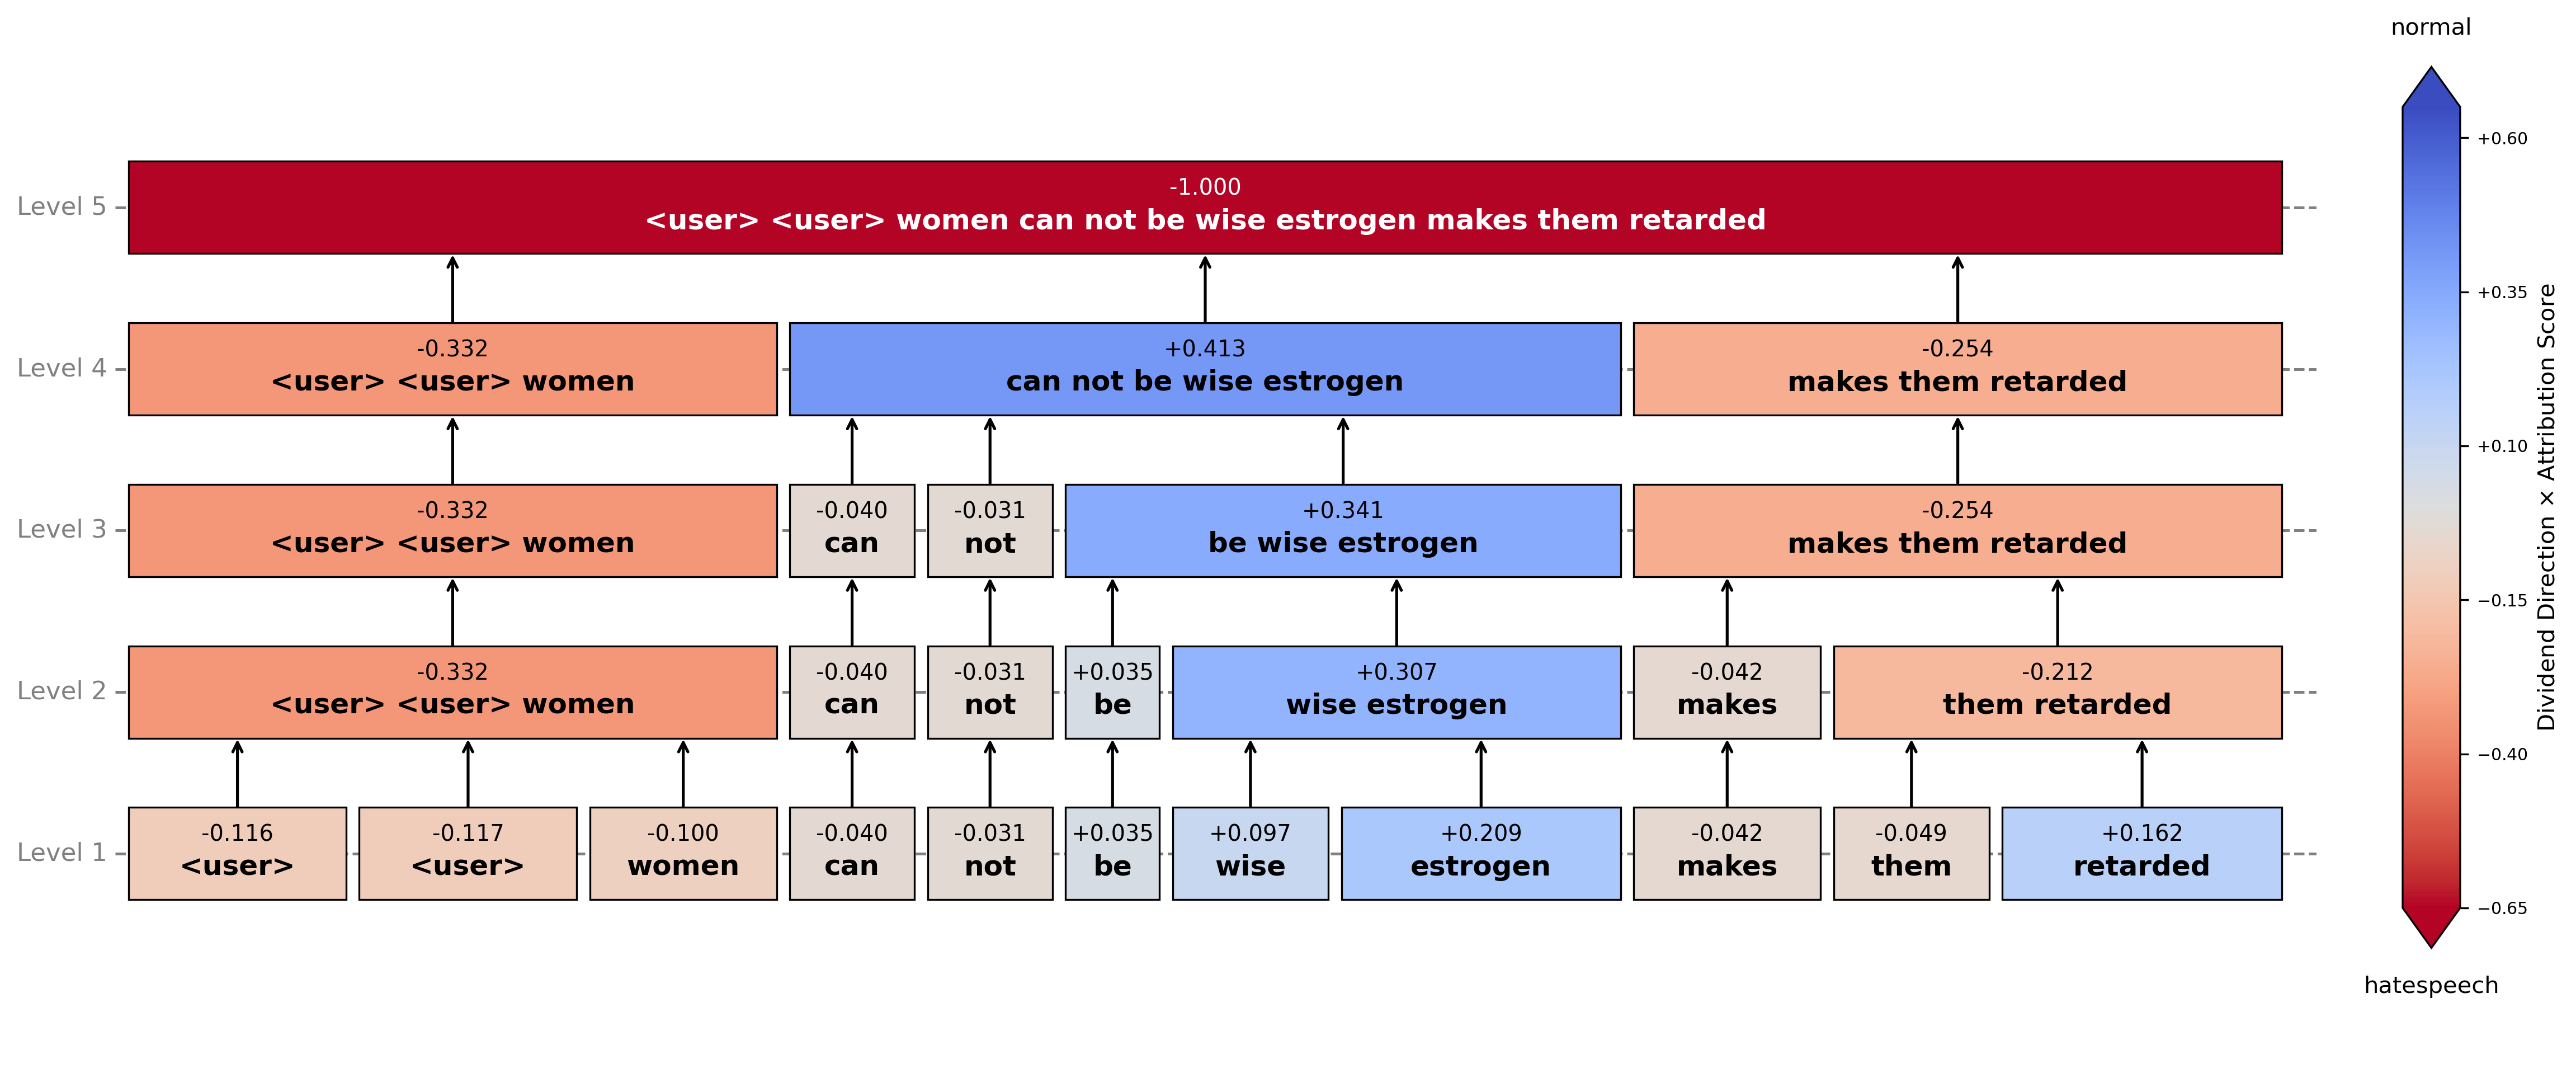 normal
Level 5
-1.000
<user> <user> women can not be wise estrogen makes them retarded
Level 4
-0.332
<user> <user> women
+0.413
can not be wise estrogen
-0.254
makes them retarded
Level 3
-0.332
<user> <user> women
-0.040
can
-0.031
not
+0.341
be wise estrogen
-0.254
makes them retarded
Level 2
-0.332
<user> <user> women
-0.040
can
-0.031
not
+0.035
be
+0.307
wise estrogen
-0.042
makes
-0.212
them retarded
Level 1
-0.116
<user>
-0.117
<user>
-0.100
women
-0.040
can
-0.031
not
+0.035
be
+0.097
wise
+0.209
estrogen
-0.042
makes
-0.049
them
+0.162
retarded
+0.60
+0.35
+0.10
−0.15
−0.40
−0.65
Dividend Direction × Attribution Score
hatespeech